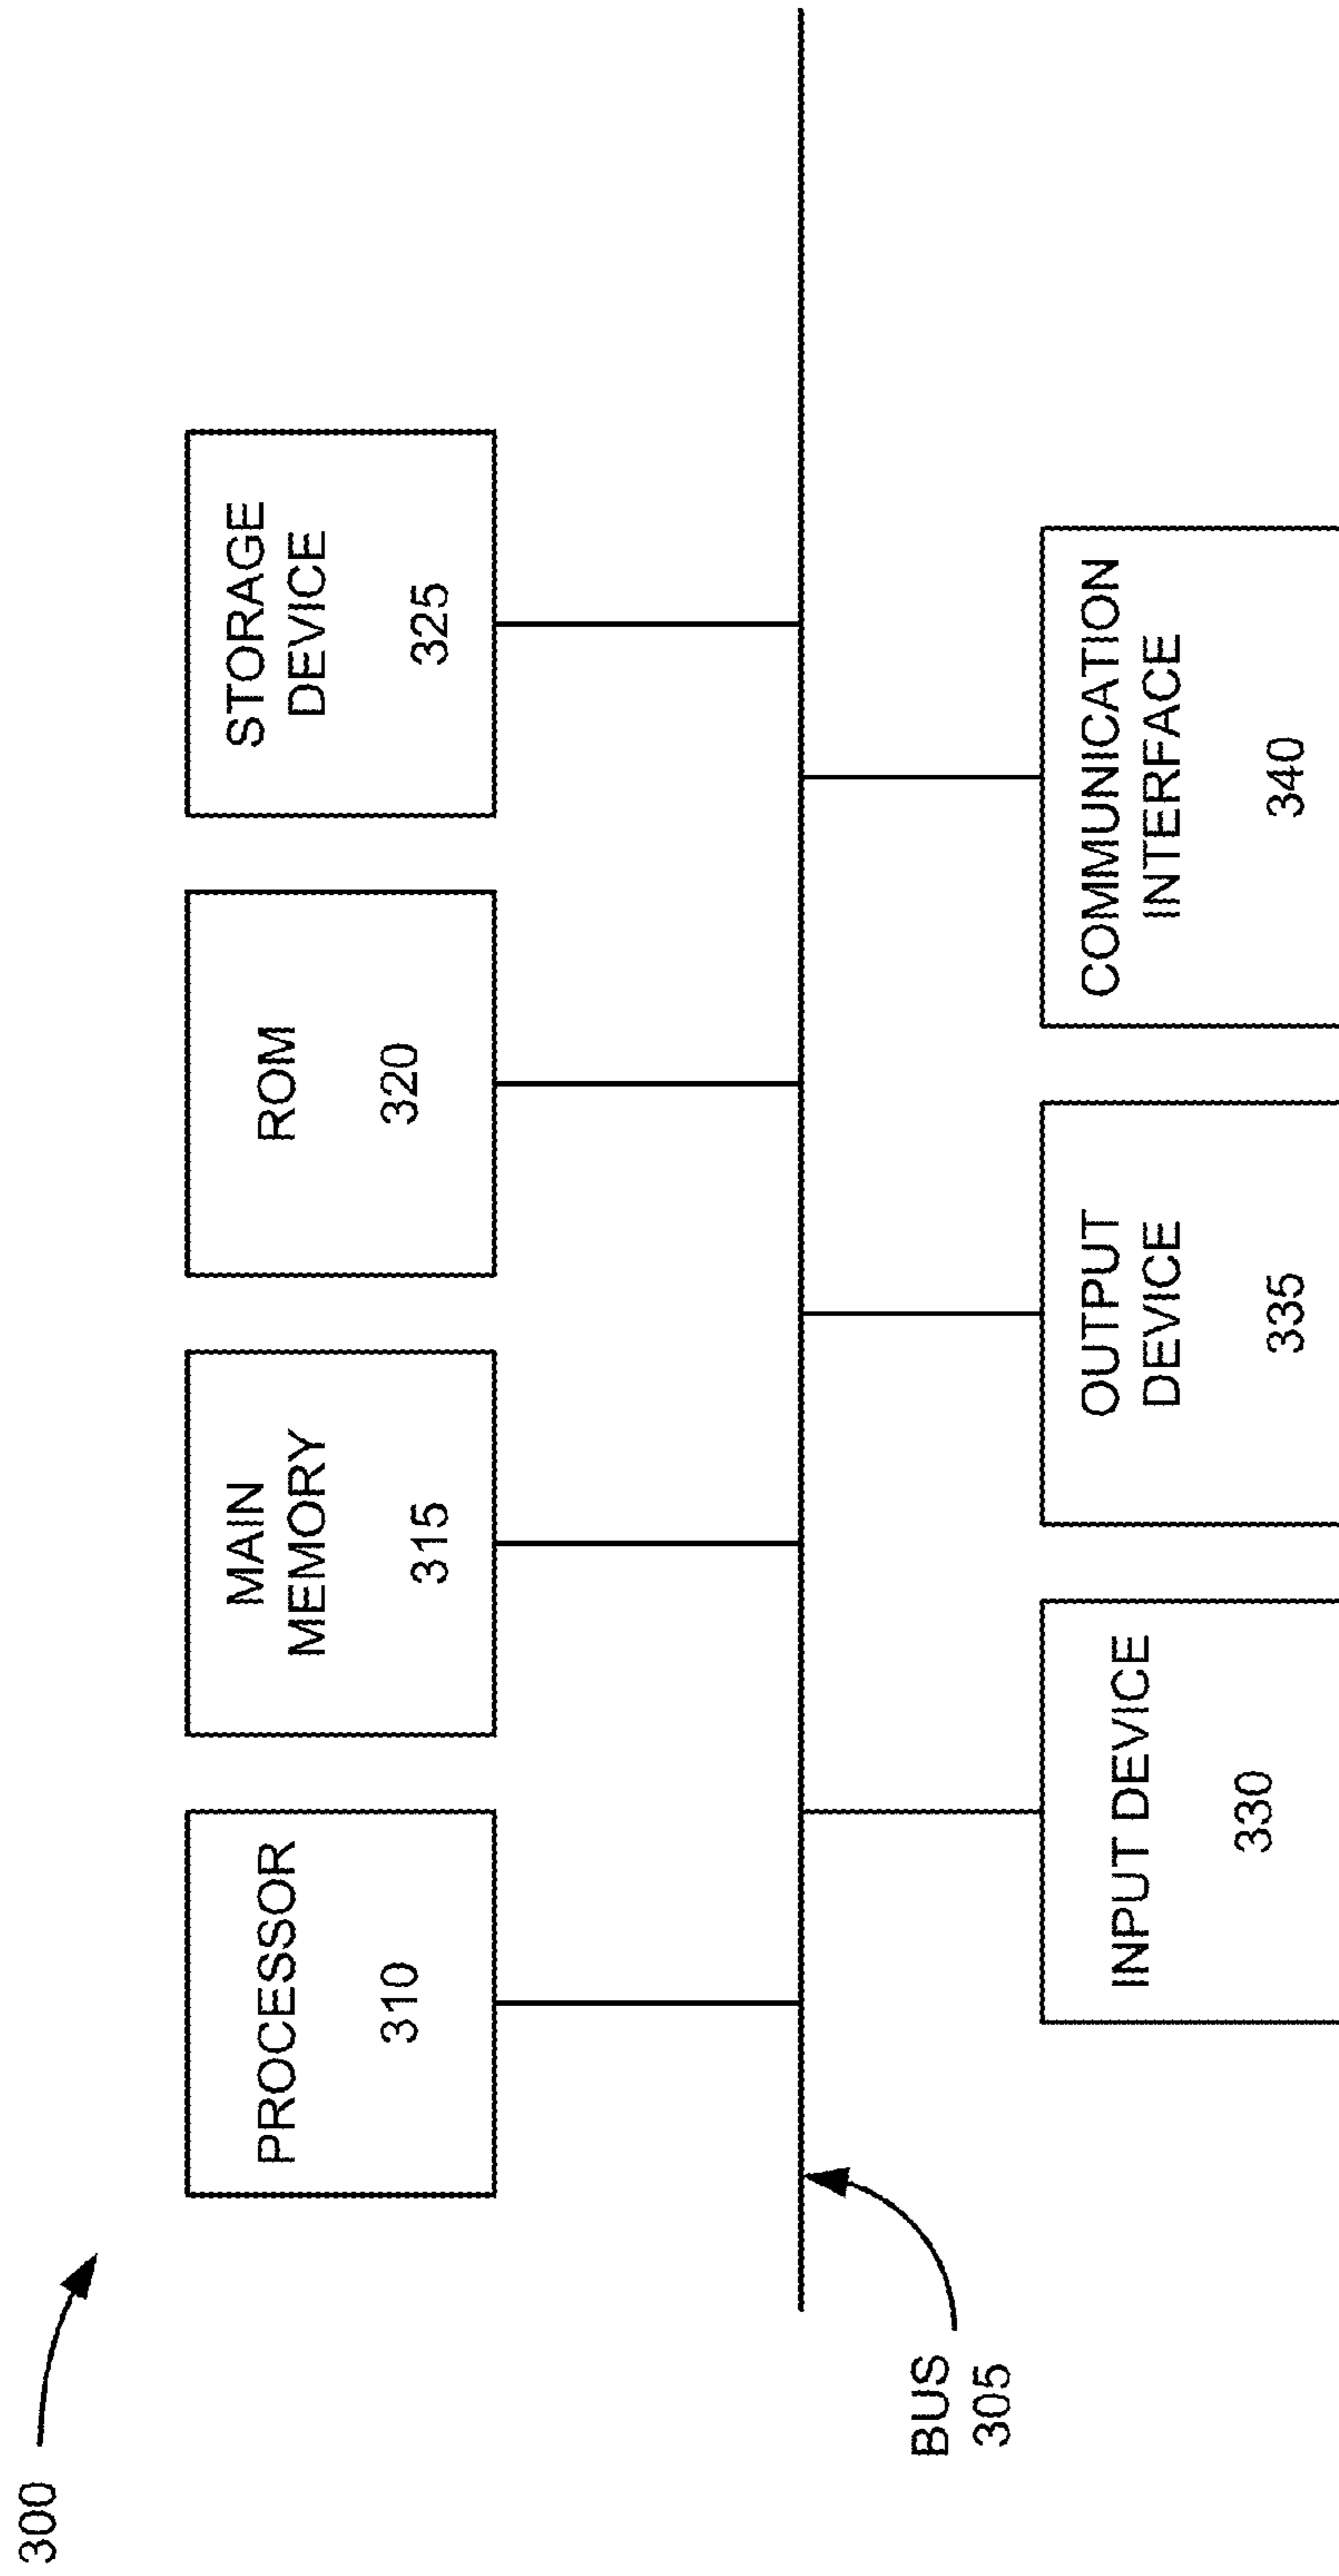 300
PROCESSOR
310
MAIN
MEMORY
315
ROM
320
STORAGE
DEVICE
325
BUS
305
INPUT DEVICE
330
OUTPUT
DEVICE
335
COMMUNICATION
INTERFACE
340